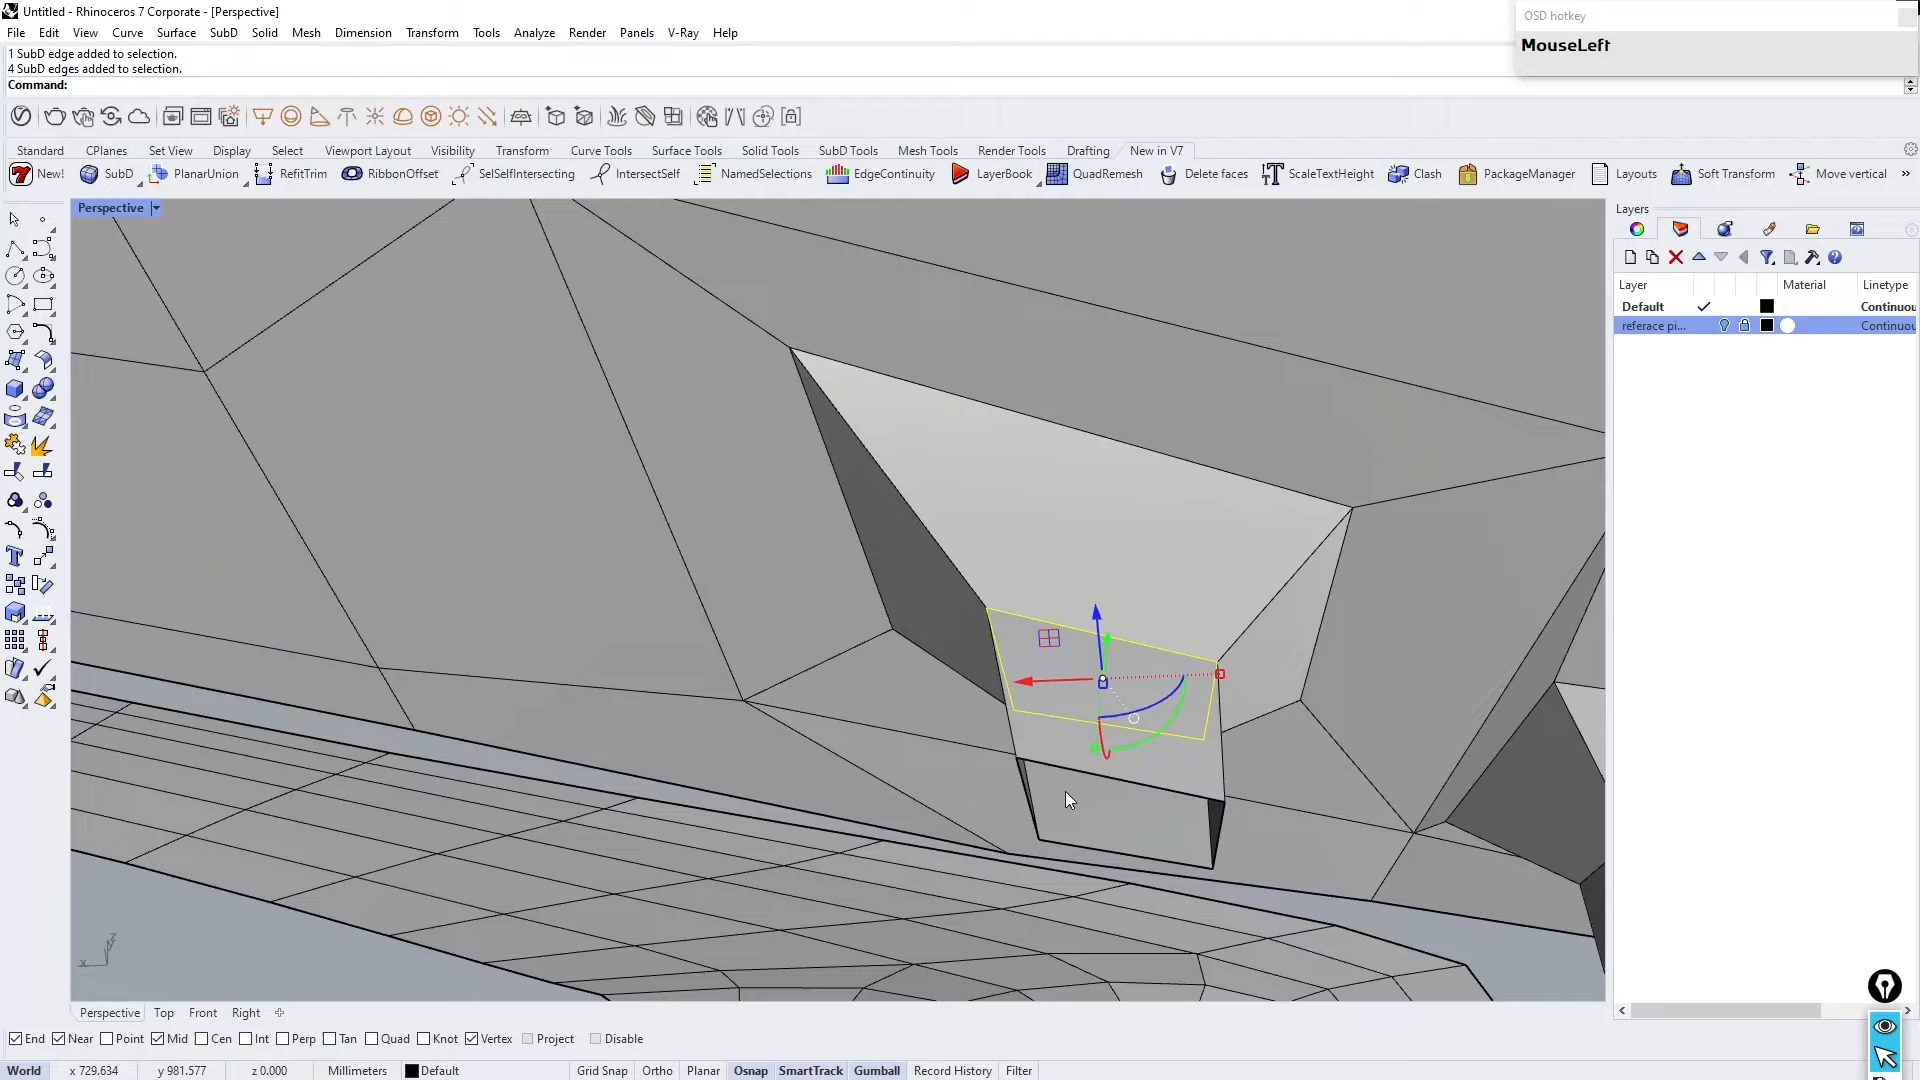 Untitled - Rhinoceros 7 Corporate - [Perspective]
OSD hotkey
File Edit View Curve Surface SubD Solid Mesh Dimension Transform Tools Analyze Render Panels V-Ray Help
MouseLeft
1 SubD edge added to selection.
4 SubD edges added to selection.
Command:
Standard CPlanes Set View Display Select Viewport Layout Visibility Transform Curve Tools Surface Tools Solid Tools SubD Tools Mesh Tools Render Tools Drafting New in V7
New! SubD PlanarUnion RefitTrim RibbonOffset SelSelfIntersecting IntersectSelf NamedSelections EdgeContinuity LayerBook QuadRemesh Delete faces ScaleTextHeight Clash PackageManager Layouts Soft Transform Move vertical »
Perspective
Layers
Layer Material Linetype
Default Continuou
referace pi... Continuou
z
x
Perspective Top Front Right
End Near Point Mid Cen Int Perp Tan Quad Knot Vertex Project Disable
World x 729.634 y 981.577 z 0.000 Millimeters Default Grid Snap Ortho Planar Osnap SmartTrack Gumball Record History Filter